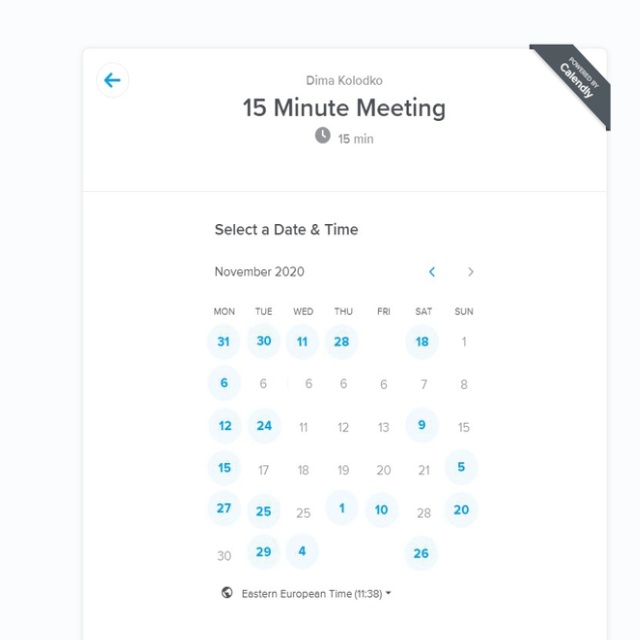 POWERED BY
Calendly
Dima Kolodko
15 Minute Meeting
15 min
Select a Date & Time
November 2020
MON TUE WED THU FRI SAT SUN
31 30 11 28 18 1
6 6 6 6 6 7 8
12 24 11 12 13 9 15
15 17 18 19 20 21 5
27 25 25 1 10 28 20
30 29 4 26
Eastern European Time (11:38)